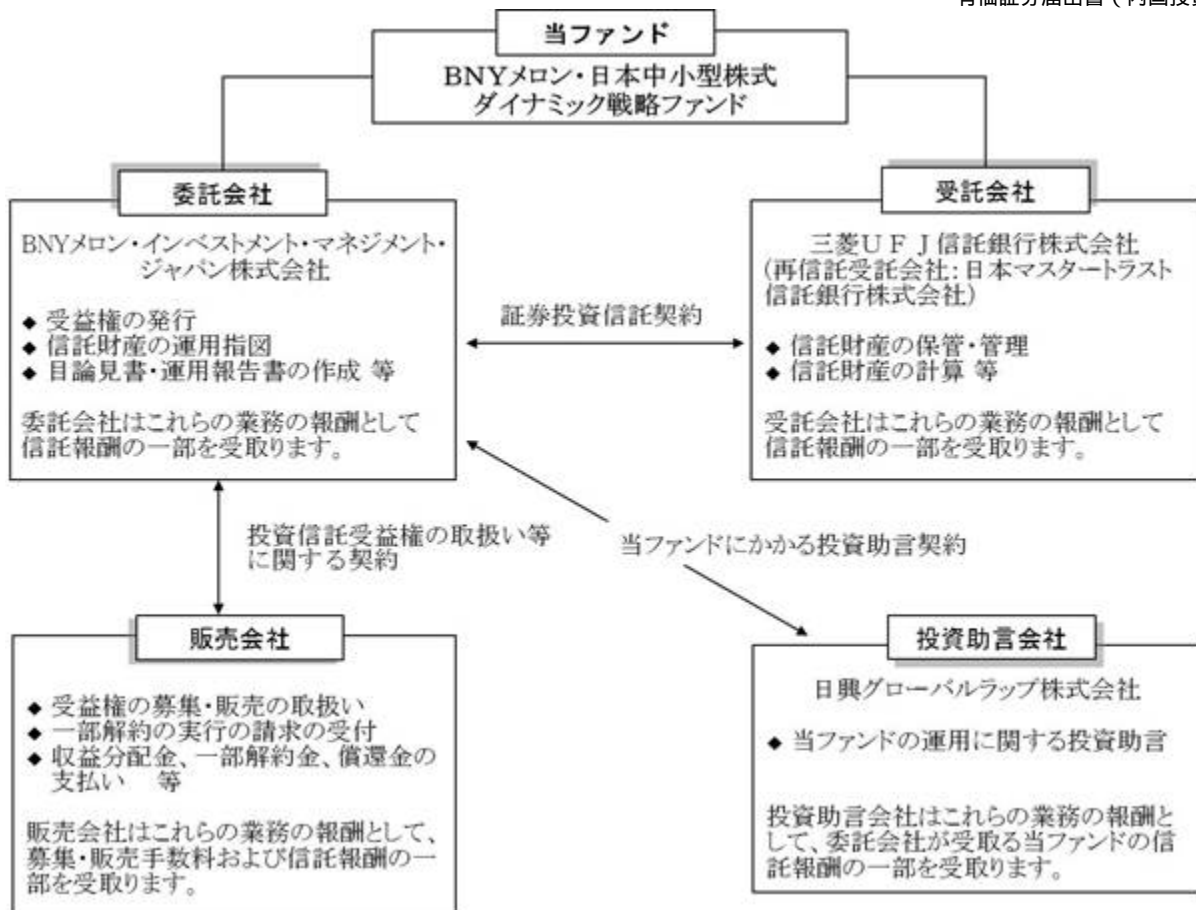 有価証券届出書（内国投資
当ファンド
BNYメロン・日本中小型株式
ダイナミック戦略ファンド
委託会社
BNYメロン・インベストメント・マネジメント・
ジャパン株式会社
◆ 受益権の発行
◆ 信託財産の運用指図
◆ 目論見書・運用報告書の作成 等
委託会社はこれらの業務の報酬として
信託報酬の一部を受取ります。
証券投資信託契約
受託会社
三菱ＵＦＪ信託銀行株式会社
(再信託受託会社:日本マスタートラスト
信託銀行株式会社)
◆ 信託財産の保管・管理
◆ 信託財産の計算 等
受託会社はこれらの業務の報酬として
信託報酬の一部を受取ります。
投資信託受益権の取扱い等
に関する契約
当ファンドにかかる投資助言契約
販売会社
◆ 受益権の募集・販売の取扱い
◆ 一部解約の実行の請求の受付
◆ 収益分配金、一部解約金、償還金の
支払い 等
販売会社はこれらの業務の報酬として、
募集・販売手数料および信託報酬の一
部を受取ります。
投資助言会社
日興グローバルラップ株式会社
◆ 当ファンドの運用に関する投資助言
投資助言会社はこれらの業務の報酬と
して、委託会社が受取る当ファンドの信
託報酬の一部を受取ります。